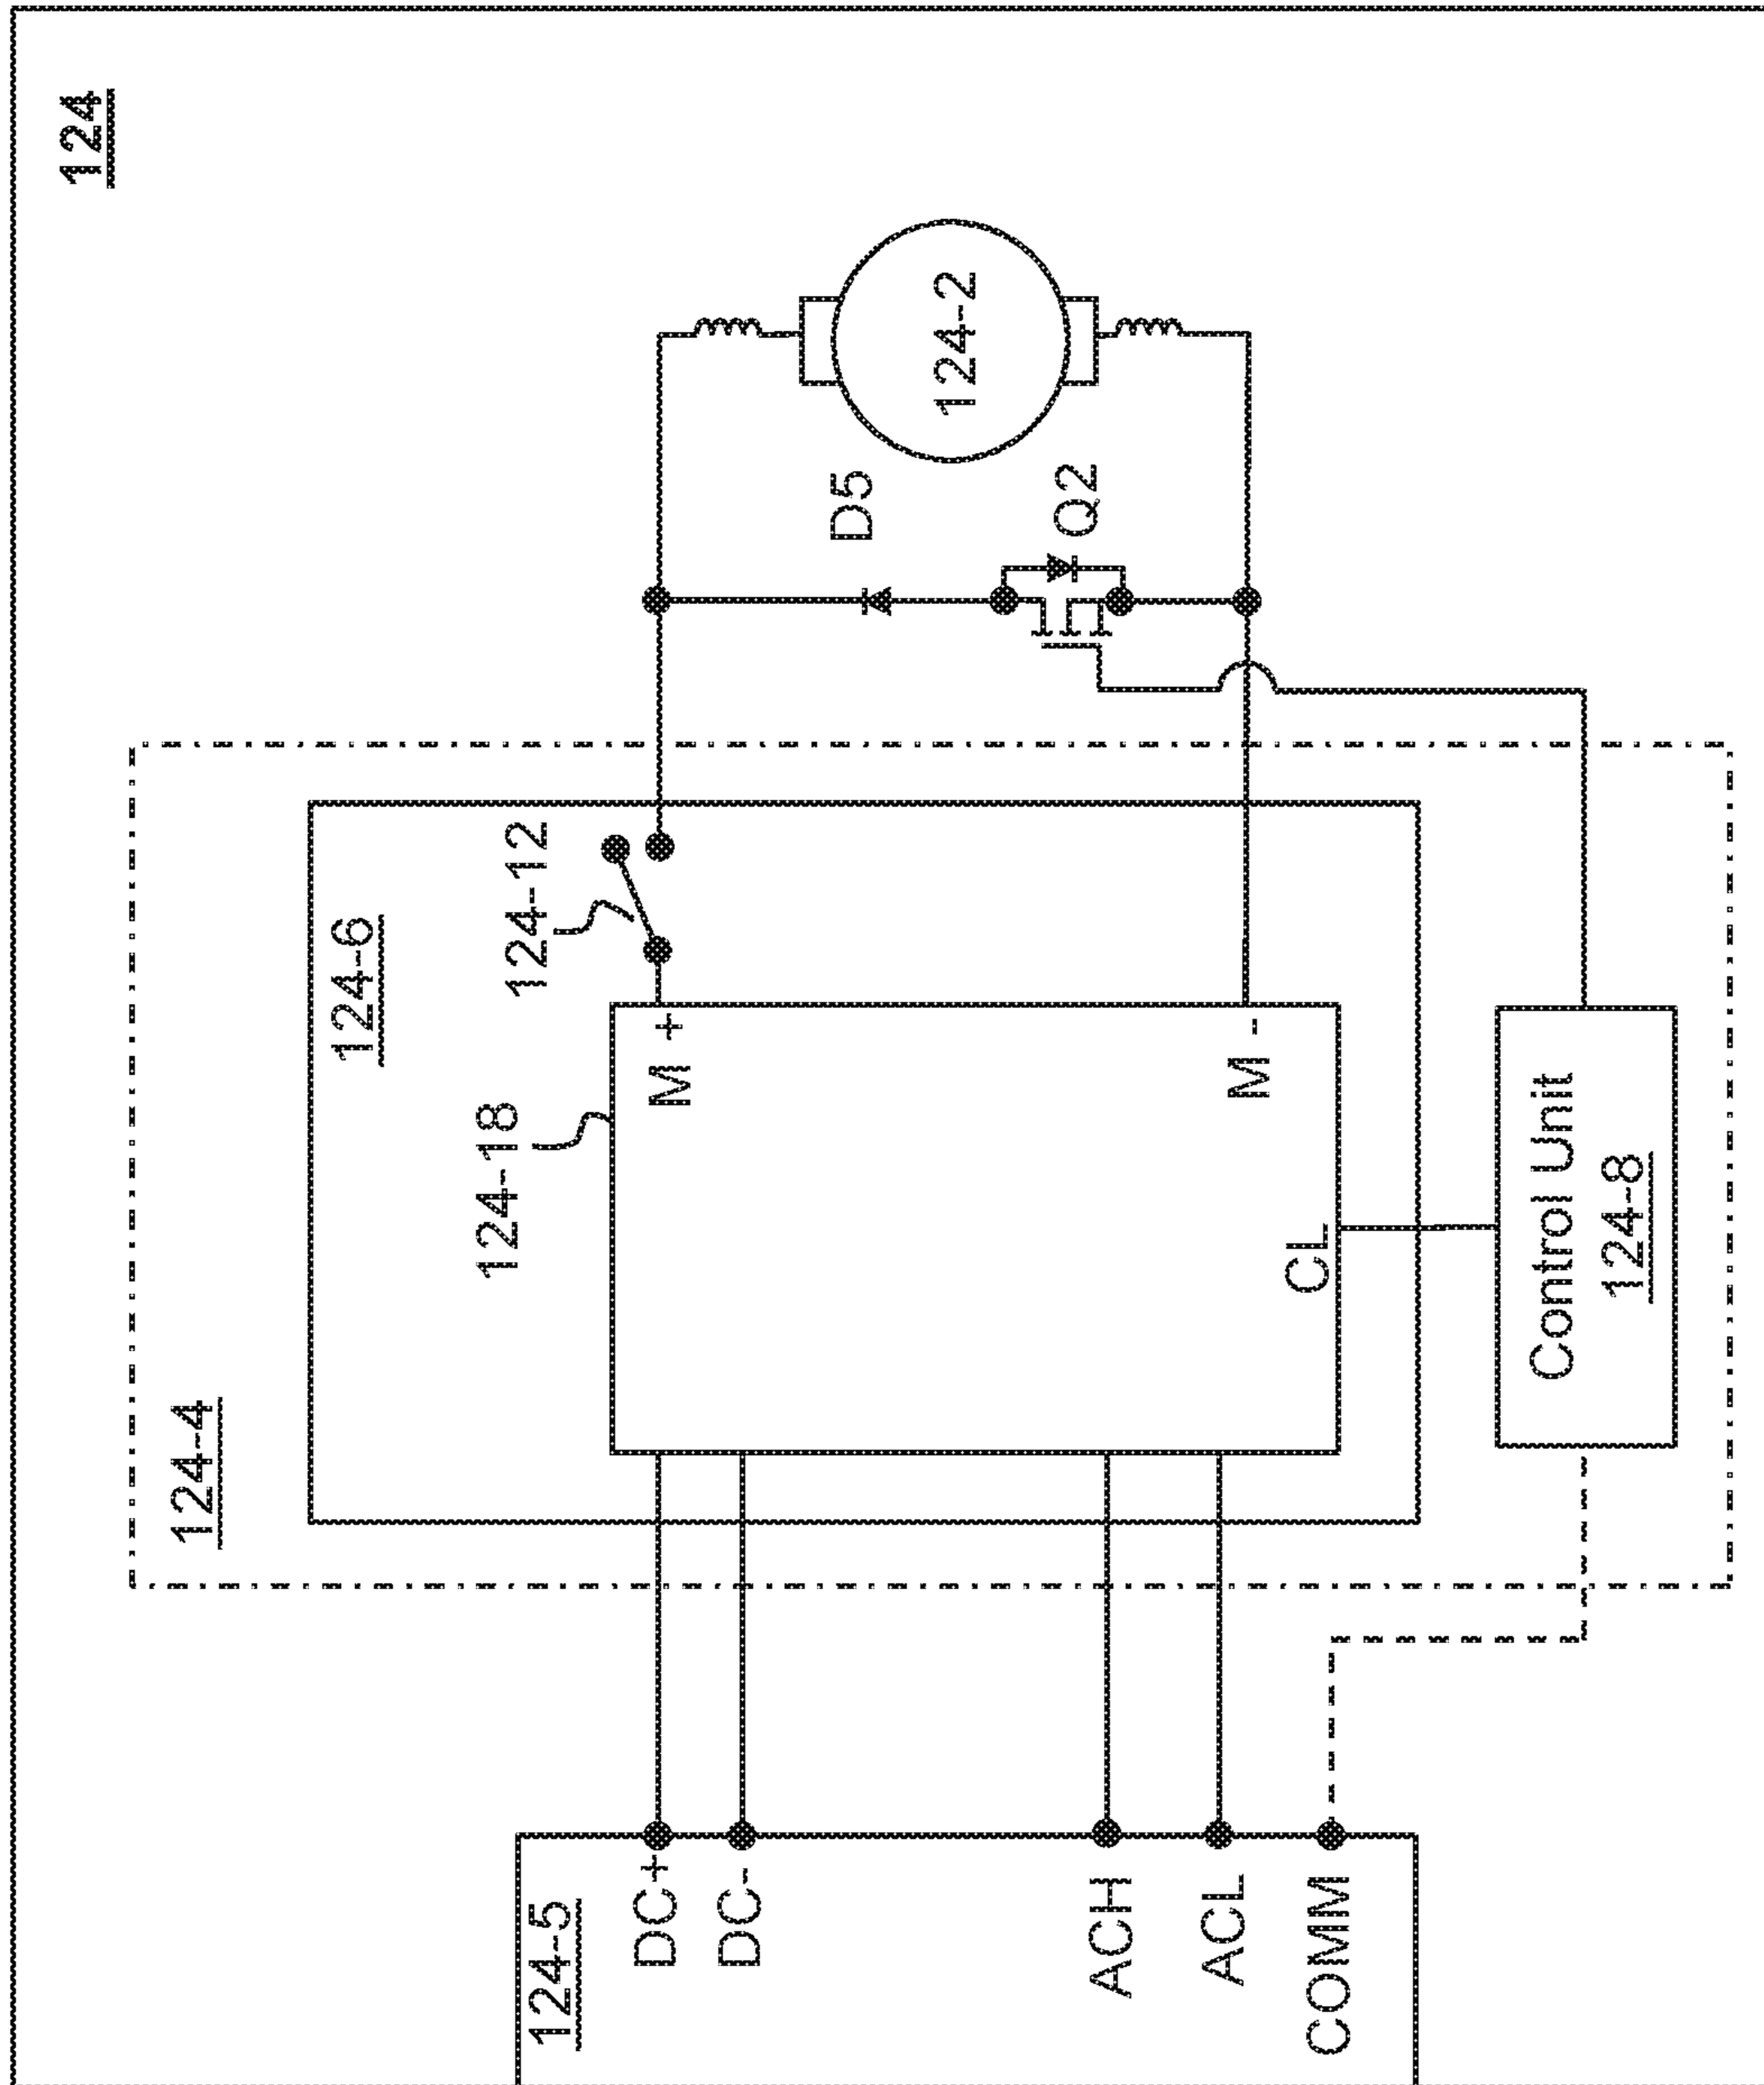 124
124-4
124-6
124-12
124-18
M +
M -
CL
Control Unit
124-8
D5
Q2
124-2
124-5
DC+
DC-
ACH
ACL
COMM